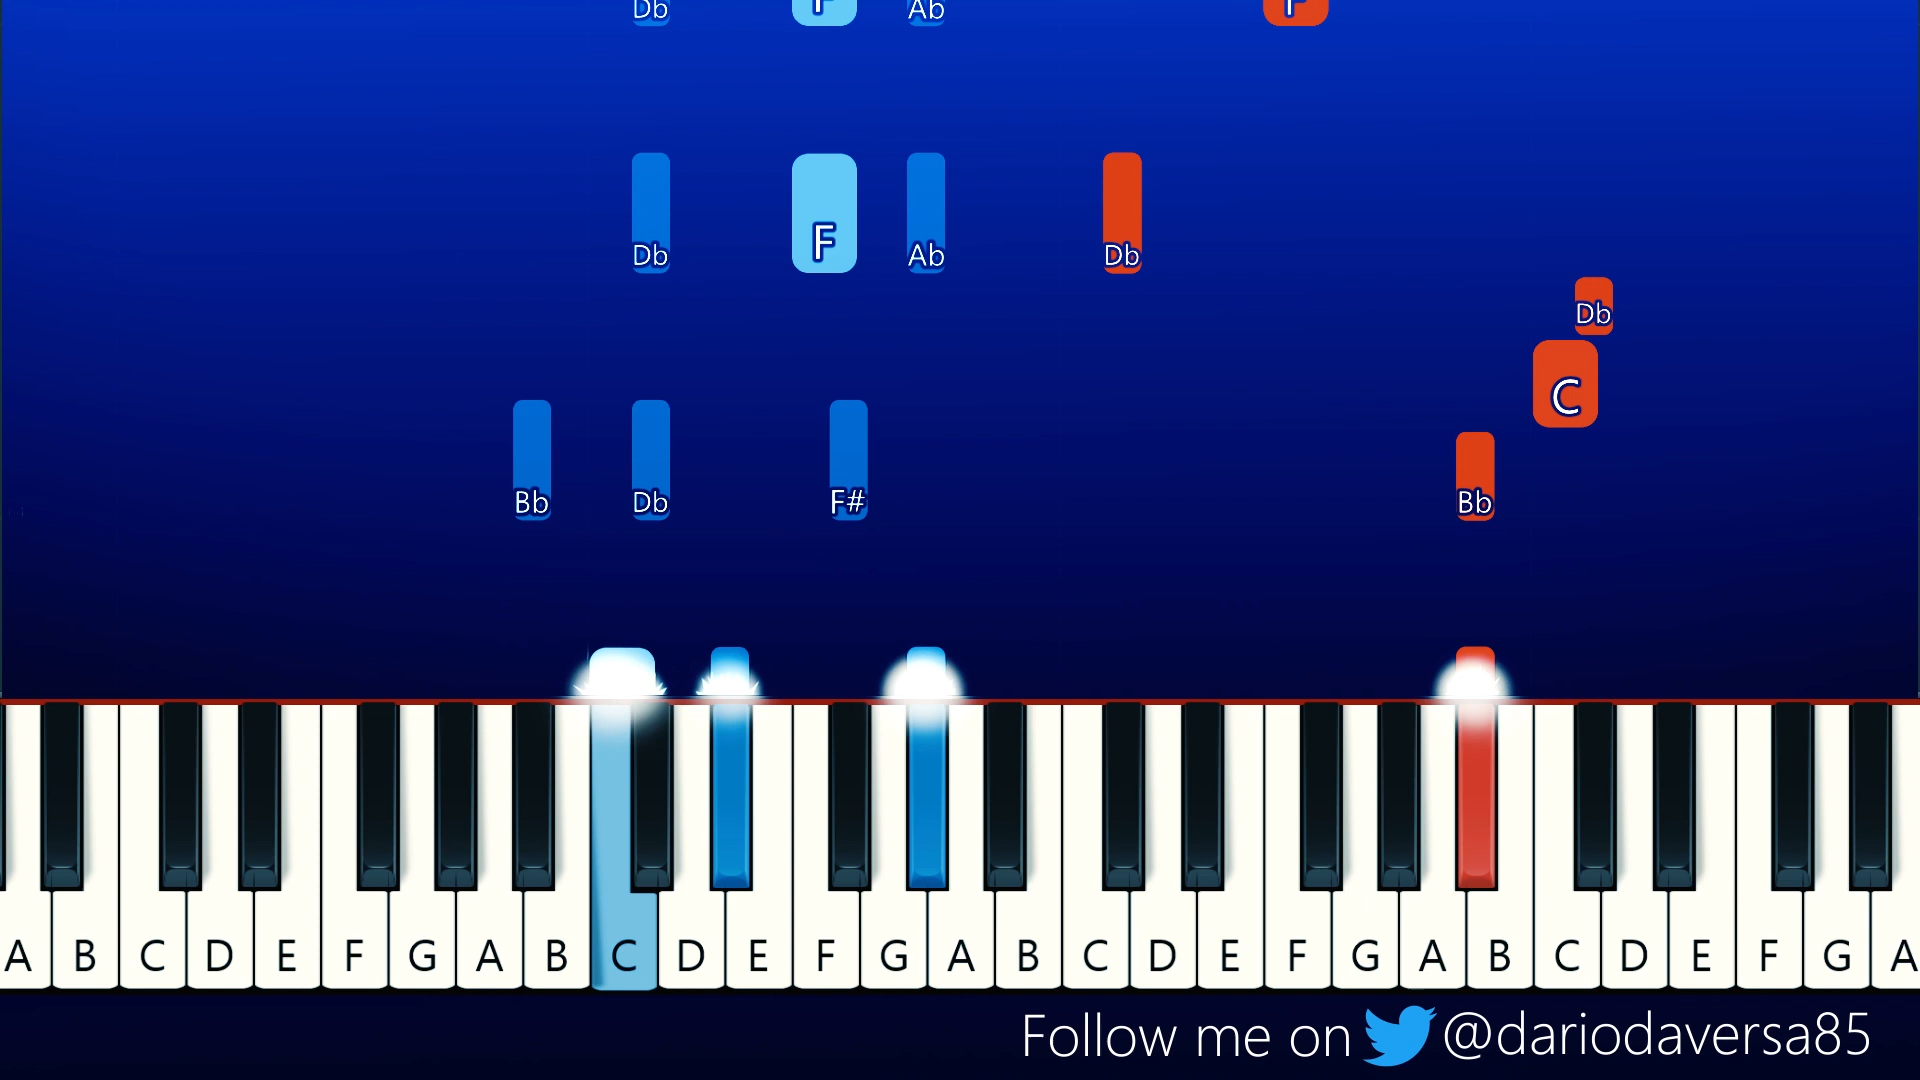 Db F Ab F
Db F Ab Db
Db
C
Bb Db F# Bb
A B C D E F G A B C D E F G A B C D E F G A B C D E F G A
Follow me on @dariodaversa85